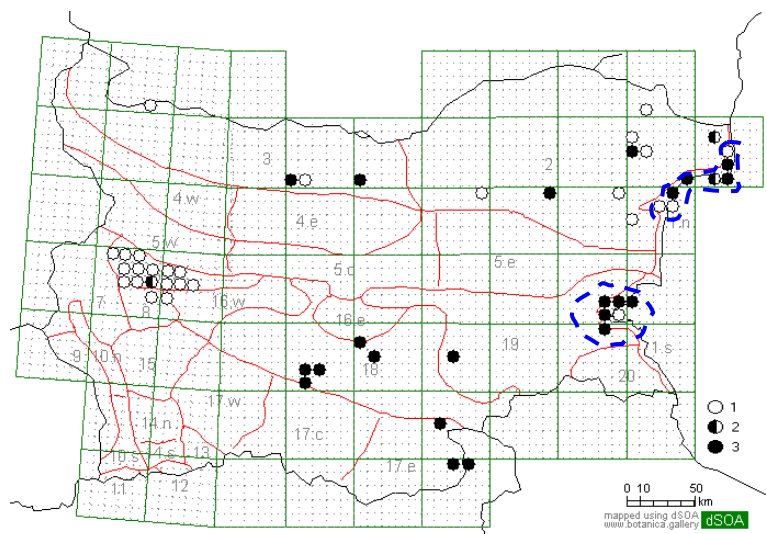 3
2
4.w
4.e
1.n
5.w
5.c
5.e
7
8
16.w
16.e
9
10.n
15
18
19
1.s
20
17.w
14.n
17.c
10.s
14.s
13
17.e
11
12
1
2
3
0 10 50
km
mapped using dSOA
www.botanica.gallery
dSOA